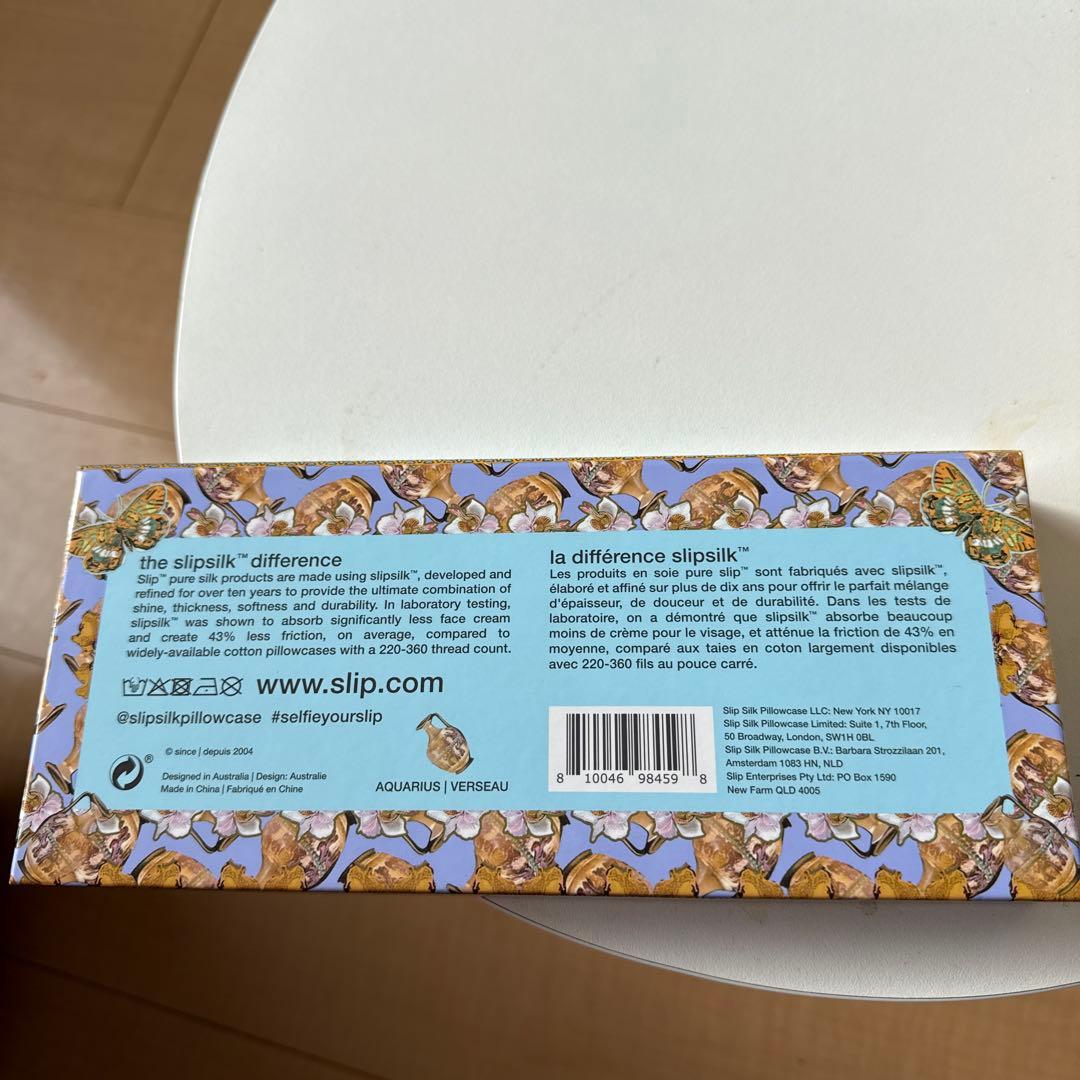 the slipsilk™ difference
Slip™ pure silk products are made using slipsilk™, developed and
refined for over ten years to provide the ultimate combination of
shine, thickness, softness and durability. In laboratory testing,
slipsilk™ was shown to absorb significantly less face cream
and create 43% less friction, on average, compared to
widely-available cotton pillowcases with a 220-360 thread count.
www.slip.com
@slipsilkpillowcase #selfieyourslip
© since | depuis 2004
®
Designed in Australia | Design: Australie
Made in China | Fabriqué en Chine
AQUARIUS | VERSEAU
la différence slipsilk™
Les produits en soie pure slip™ sont fabriqués avec slipsilk™,
élaboré et affiné sur plus de dix ans pour offrir le parfait mélange
d'épaisseur, de douceur et de durabilité. Dans les tests de
laboratoire, on a démontré que slipsilk™ absorbe beaucoup
moins de crème pour le visage, et atténue la friction de 43% en
moyenne, comparé aux taies en coton largement disponibles
avec 220-360 fils au pouce carré.
8 10046 98459 8
Slip Silk Pillowcase LLC: New York NY 10017
Slip Silk Pillowcase Limited: Suite 1, 7th Floor,
50 Broadway, London, SW1H 0BL
Slip Silk Pillowcase B.V.: Barbara Strozzilaan 201,
Amsterdam 1083 HN, NLD
Slip Enterprises Pty Ltd: PO Box 1590
New Farm QLD 4005